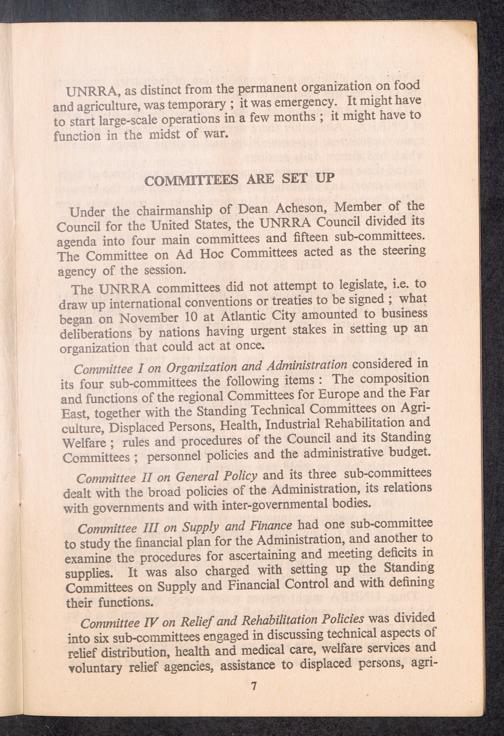 UNRRA, as distinct from the permanent organization on food
and agriculture, was temporary ; it was emergency. It might have
to start large-scale operations in a few months ; it might have to
function in the midst of war.
COMMITTEES ARE SET UP
Under the chairmanship of Dean Acheson, Member of the
Council for the United States, the UNRRA Council divided its
agenda into four main committees and fifteen sub-committees.
The Committee on Ad Hoc Committees acted as the steering
agency of the session.
The UNRRA committees did not attempt to legislate, i.e. to
draw up international conventions or treaties to be signed ; what
began on November 10 at Atlantic City amounted to business
deliberations by nations having urgent stakes in setting up an
organization that could act at once.
Committee I on Organization and Administration considered in
its four sub-committees the following items : The composition
and functions of the regional Committees for Europe and the Far
East, together with the Standing Technical Committees on Agri-
culture, Displaced Persons, Health, Industrial Rehabilitation and
Welfare ; rules and procedures of the Council and its Standing
Committees ; personnel policies and the administrative budget.
Committee II on General Policy and its three sub-committees
dealt with the broad policies of the Administration, its relations
with governments and with inter-governmental bodies.
Committee III on Supply and Finance had one sub-committee
to study the financial plan for the Administration, and another to
examine the procedures for ascertaining and meeting deficits in
supplies. It was also charged with setting up the Standing
Committees on Supply and Financial Control and with defining
their functions.
Committee IV on Relief and Rehabilitation Policies was divided
into six sub-committees engaged in discussing technical aspects of
relief distribution, health and medical care, welfare services and
voluntary relief agencies, assistance to displaced persons, agri-
7